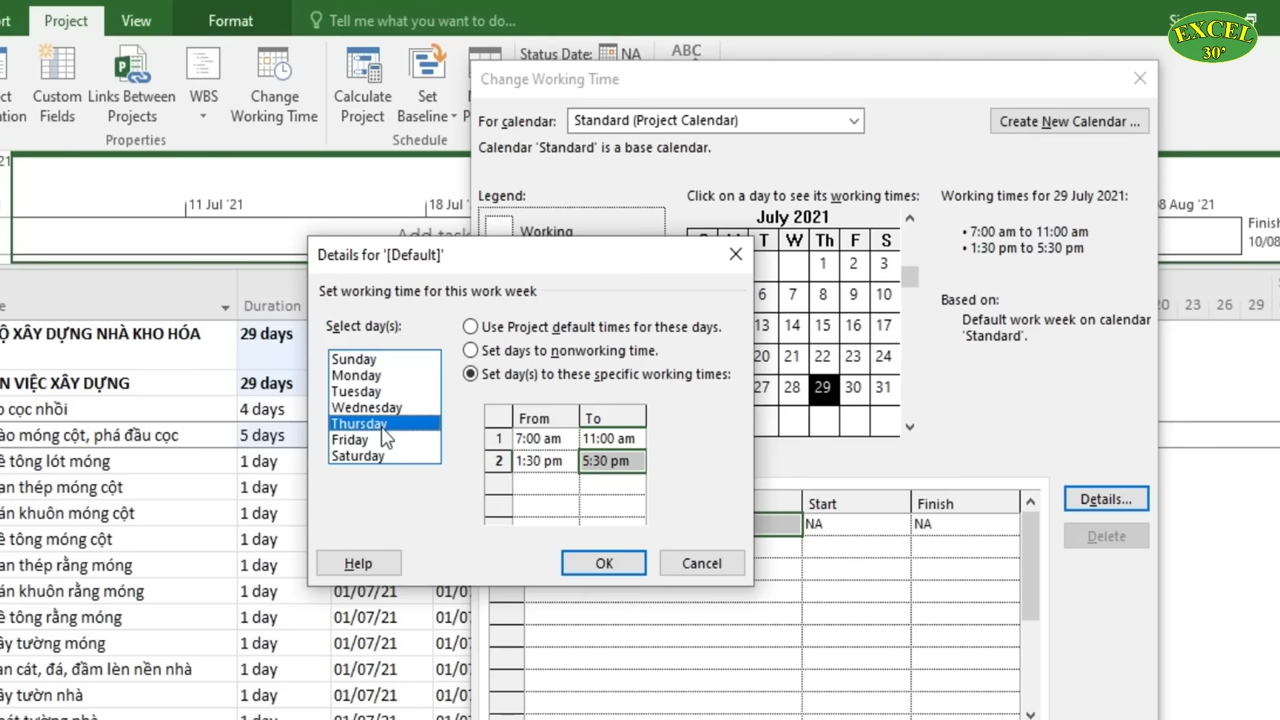 rt Project View Format Tell me what you want to do...
EXCEL
30'
Custom Fields
Links Between Projects
WBS
Change Working Time
Calculate Project
Set Baseline
Status Date: NA
ABC
Properties
Schedule
Change Working Time
For calendar: Standard (Project Calendar) Create New Calendar ...
Calendar 'Standard' is a base calendar.
21 11 Jul '21 18 Jul 08 Aug '21
Add task
Finish
10/08
Legend:
Working
Click on a day to see its working times:
July 2021
T W Th F S
1 2 3
6 7 8 9 10
13 14 15 16 17
20 21 22 23 24
27 28 29 30 31
Working times for 29 July 2021:
• 7:00 am to 11:00 am
• 1:30 pm to 5:30 pm
Based on:
Default work week on calendar
'Standard'.
20 23 26 29
Details for '[Default]'
Set working time for this work week
Select day(s):
Sunday
Monday
Tuesday
Wednesday
Thursday
Friday
Saturday
Use Project default times for these days.
Set days to nonworking time.
Set day(s) to these specific working times:
From To
1 7:00 am 11:00 am
2 1:30 pm 5:30 pm
Help OK Cancel
Start Finish
NA NA
Details...
Delete
e Duration
Ộ XÂY DỰNG NHÀ KHO HÓA 29 days
N VIỆC XÂY DỰNG 29 days
cọc nhồi 4 days
ào móng cột, phá đầu cọc 5 days
ê tông lót móng 1 day
an thép móng cột 1 day
án khuôn móng cột 1 day
ê tông móng cột 1 day
an thép rằng móng 1 day
án khuôn rằng móng 1 day 01/07/21 01/07
ê tông rằng móng 1 day 01/07/21 01/07
ây tường móng 1 day 01/07/21 01/07
an cát, đá, đầm lèn nền nhà 1 day 01/07/21 01/07
ây tườn nhà 1 day 01/07/21 01/07